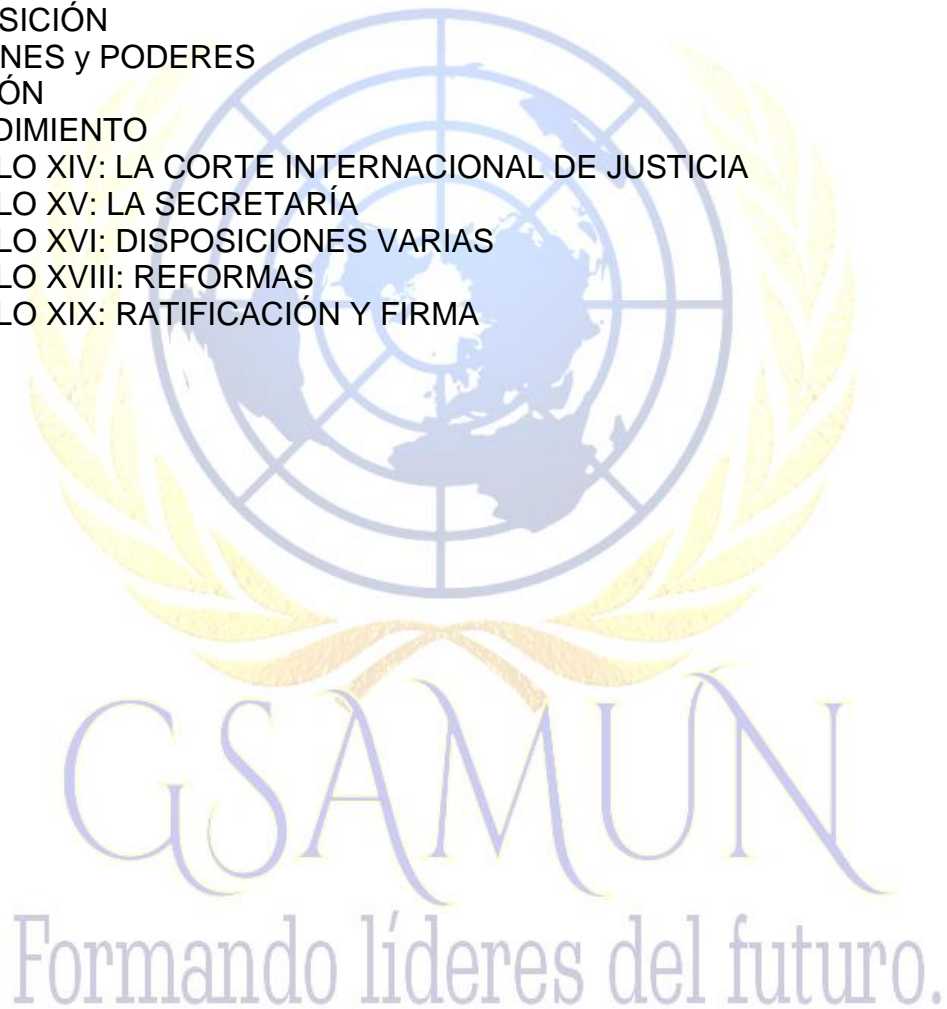 SICIÓN
NES y PODERES
ÓN
DIMIENTO
LO XIV: LA CORTE INTERNACIONAL DE JUSTICIA
LO XV: LA SECRETARÍA
LO XVI: DISPOSICIONES VARIAS
LO XVIII: REFORMAS
LO XIX: RATIFICACIÓN Y FIRMA
GSAMUN
Formando líderes del futuro.